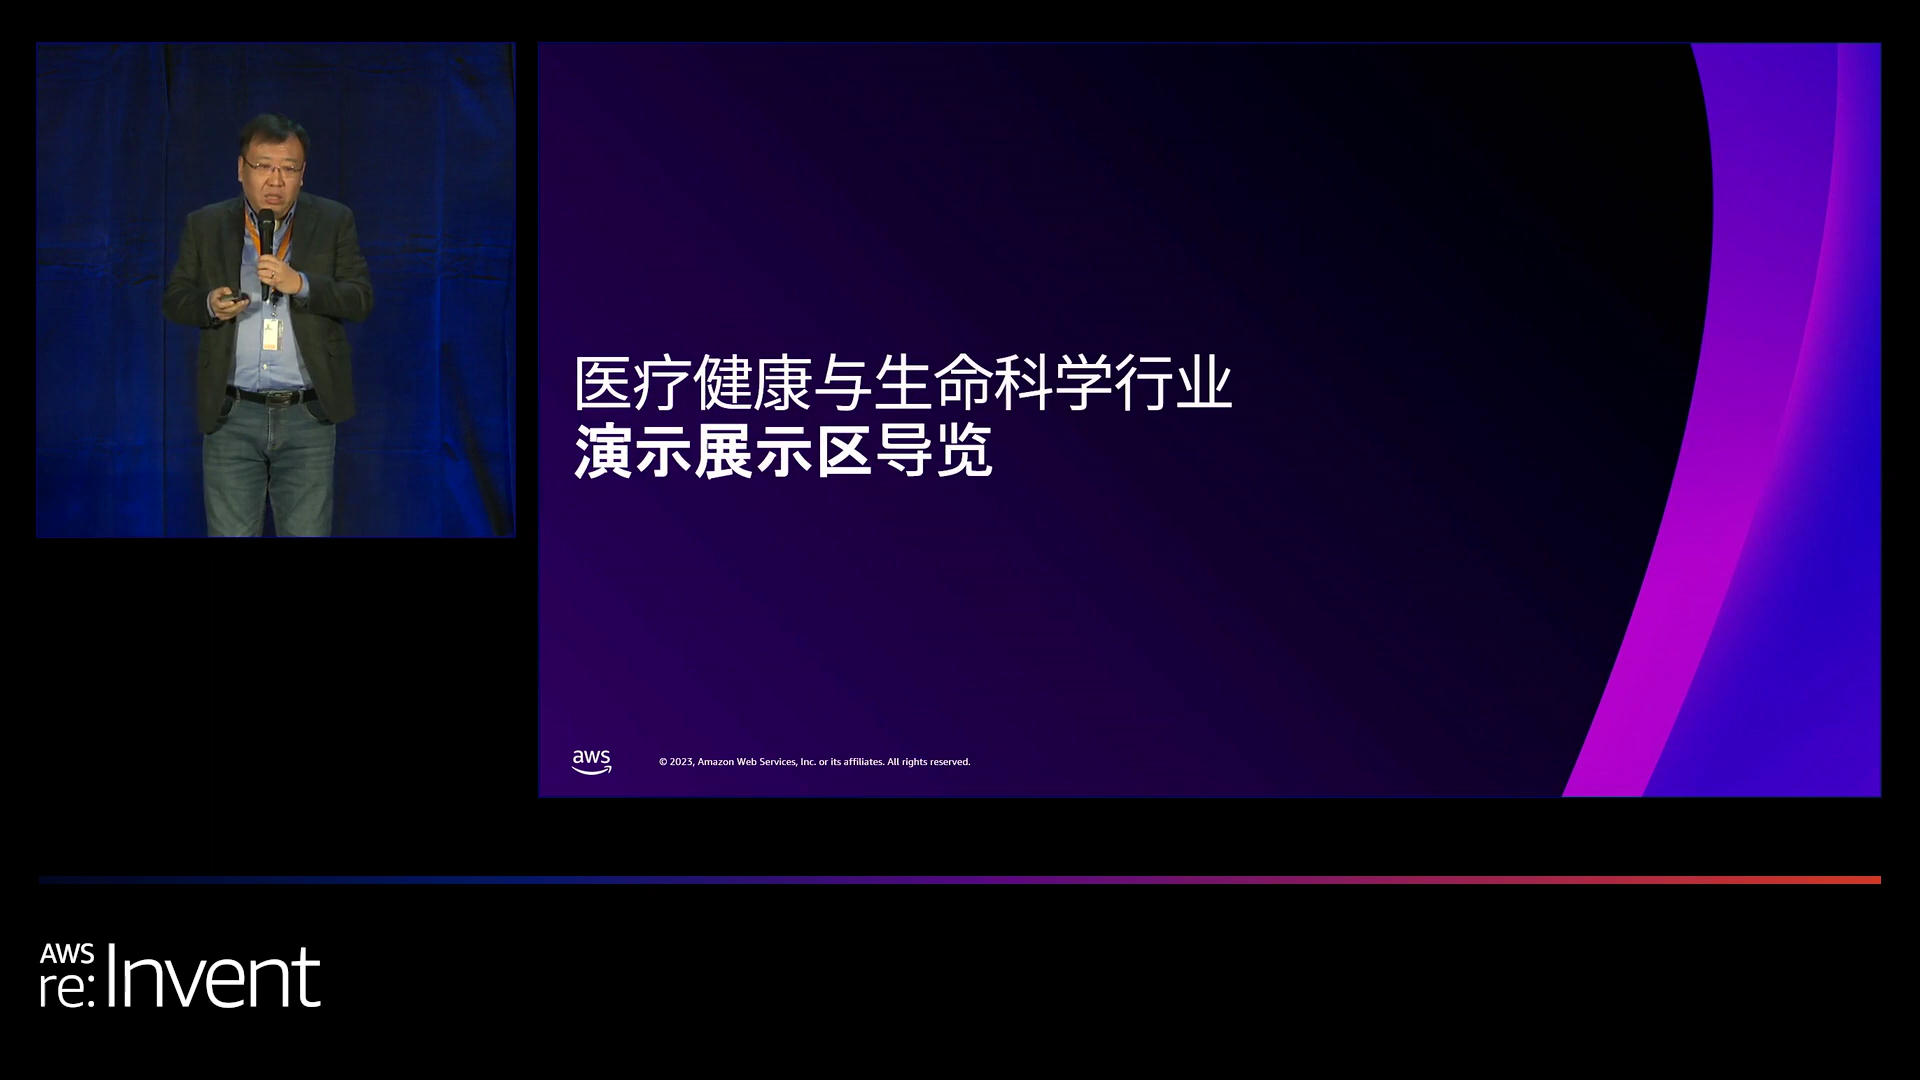 医疗健康与生命科学行业
演示展示区导览
aws
© 2023, Amazon Web Services, Inc. or its affiliates. All rights reserved.
AWS
re:Invent